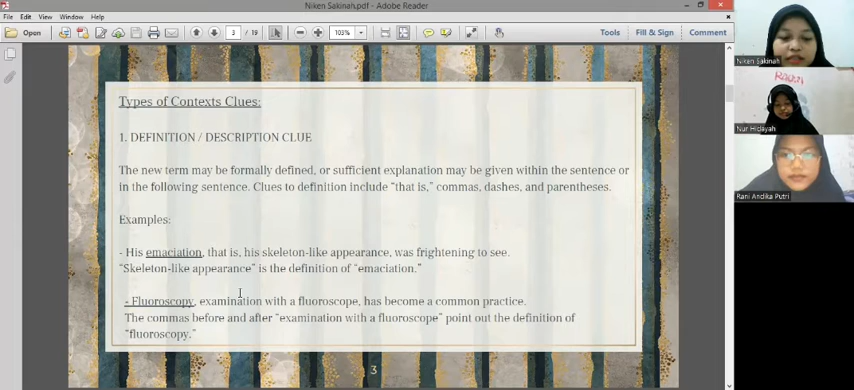 Niken Sakinah.pdf - Adobe Reader
File Edit View Window Help
Open 3 / 19 103% Tools Fill & Sign Comment
Types of Contexts Clues:
1. DEFINITION / DESCRIPTION CLUE
The new term may be formally defined, or sufficient explanation may be given within the sentence or
in the following sentence. Clues to definition include “that is,” commas, dashes, and parentheses.
Examples:
- His emaciation, that is, his skeleton-like appearance, was frightening to see.
“Skeleton-like appearance” is the definition of “emaciation.”
- Fluoroscopy, examination with a fluoroscope, has become a common practice.
The commas before and after “examination with a fluoroscope” point out the definition of
“fluoroscopy.”
3
Niken Sakinah
Nur Hidayah
Rani Andika Putri